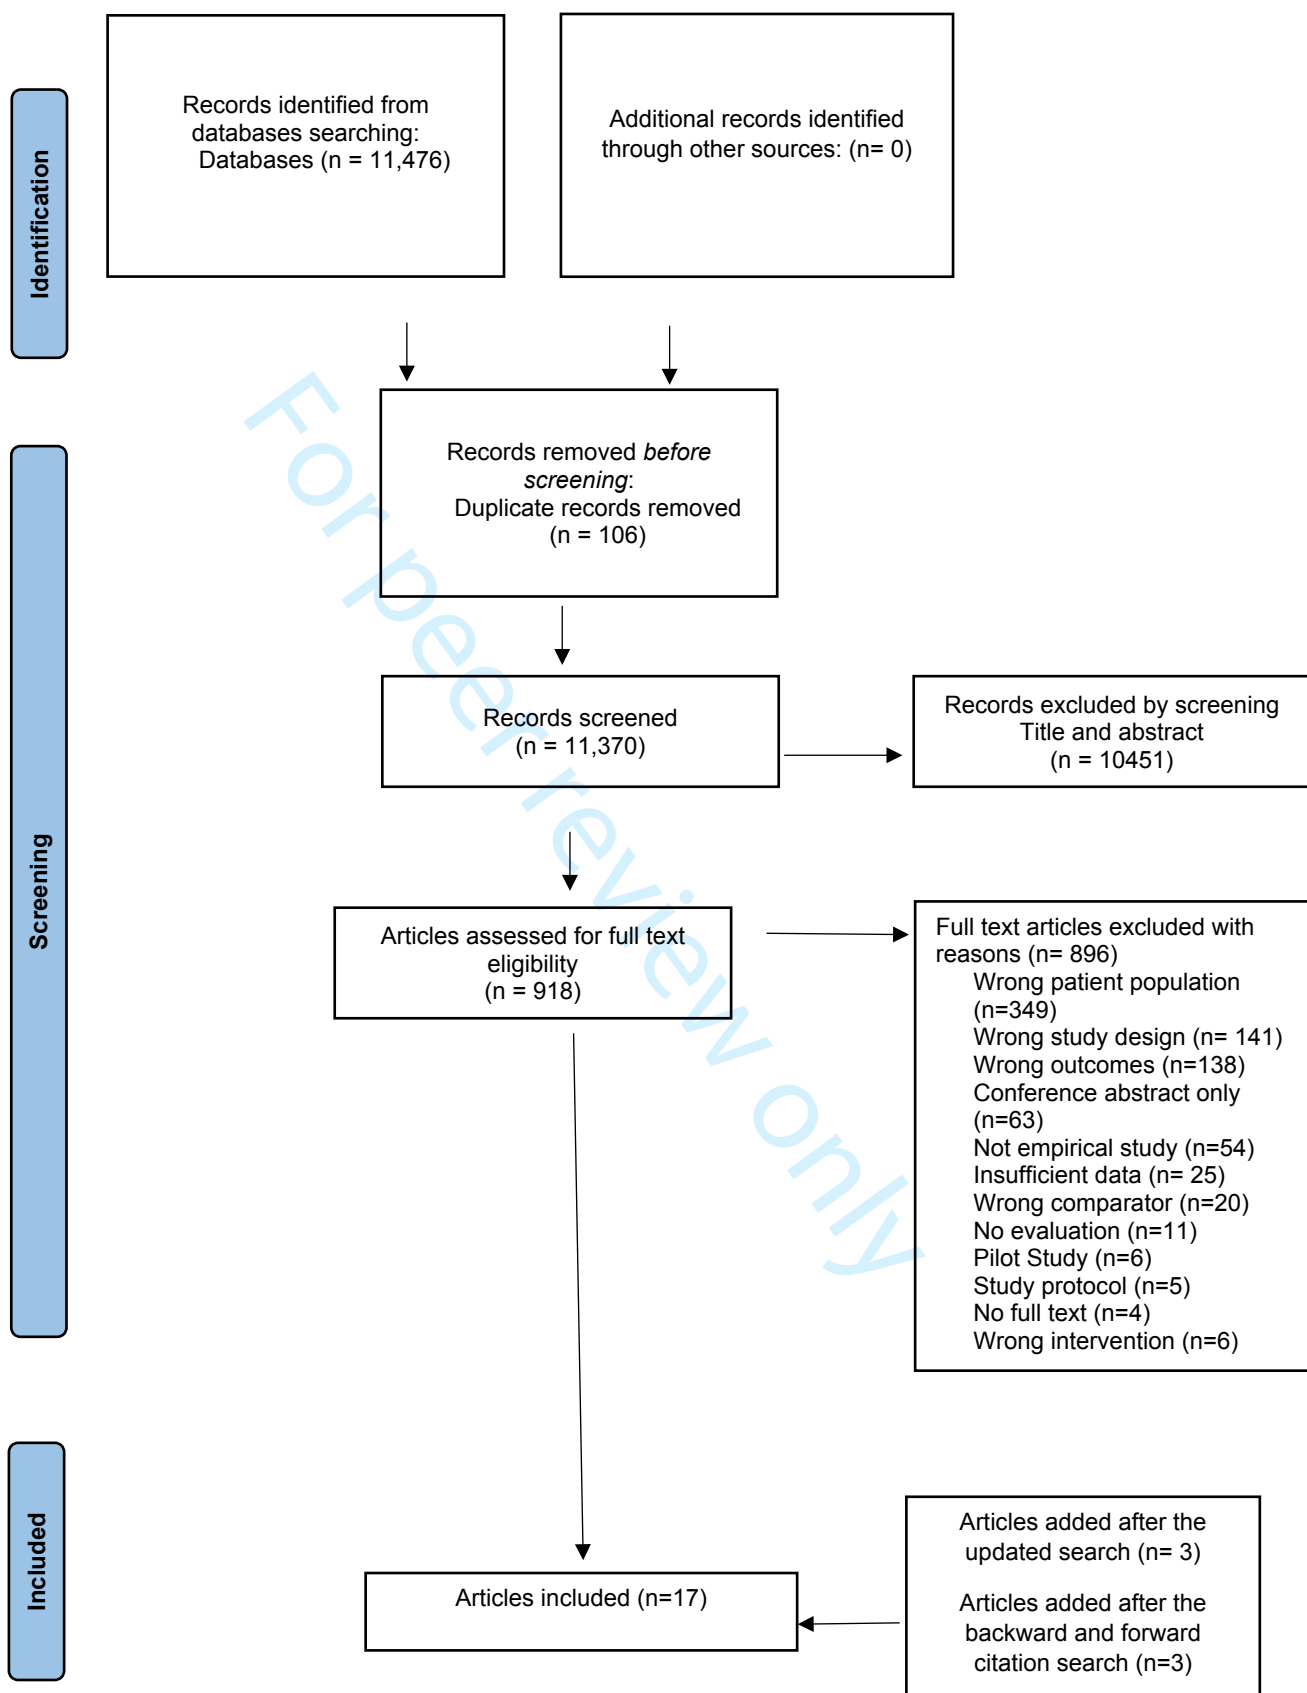 Identification
Records identified from
databases searching:
Databases (n = 11,476)
Additional records identified
through other sources: (n= 0)
Screening
Records removed before
screening:
Duplicate records removed
(n = 106)
Records screened
(n = 11,370)
Records excluded by screening
Title and abstract
(n = 10451)
Articles assessed for full text
eligibility
(n = 918)
Full text articles excluded with
reasons (n= 896)
Wrong patient population
(n=349)
Wrong study design (n= 141)
Wrong outcomes (n=138)
Conference abstract only
(n=63)
Not empirical study (n=54)
Insufficient data (n= 25)
Wrong comparator (n=20)
No evaluation (n=11)
Pilot Study (n=6)
Study protocol (n=5)
No full text (n=4)
Wrong intervention (n=6)
Included
Articles included (n=17)
Articles added after the
updated search (n= 3)
Articles added after the
backward and forward
citation search (n=3)
For peer review only